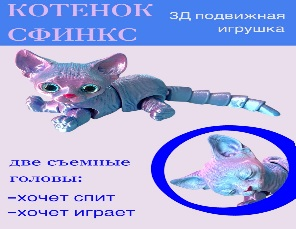 КОТЕНОК
СФИНКС
3Д подвижная
игрушка
две съемные
головы:
-хочет спит
-хочет играет